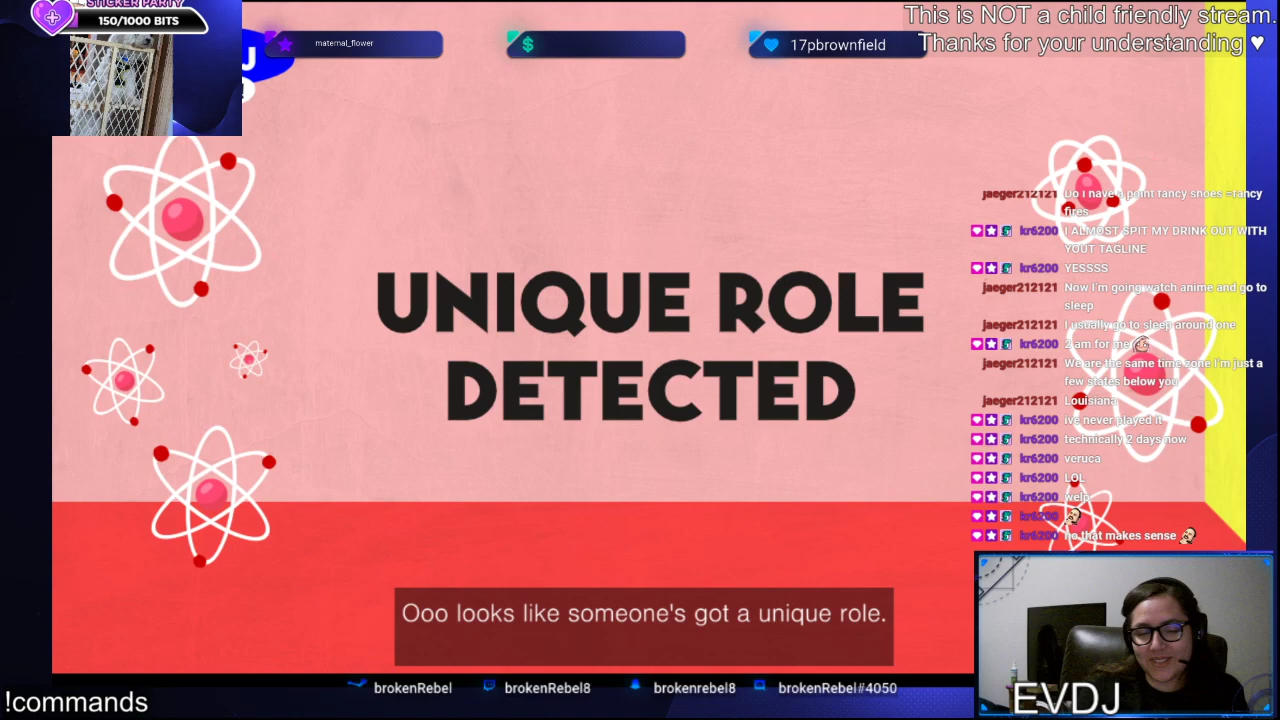 STICKER PARTY
150/1000 BITS
maternal_flower
$
17pbrownfield
This is NOT a child friendly stream.
Thanks for your understanding ♥
J
UNIQUE ROLE
DETECTED
jaeger212121 Do I have a point fancy shoes =fancy
fires
kr6200 I ALMOST SPIT MY DRINK OUT WITH
YOUT TAGLINE
kr6200 YESSSS
jaeger212121 Now I'm going watch anime and go to
sleep
jaeger212121 I usually go to sleep around one
kr6200 2 am for me
jaeger212121 We are the same time zone I'm just a
few states below you
jaeger212121 Louisiana
kr6200 ive never played it
kr6200 technically 2 days now
kr6200 veruca
kr6200 LOL
kr6200 welp
kr6200
kr6200 no that makes sense
Ooo looks like someone's got a unique role.
brokenRebel
brokenRebel8
brokenrebel8
brokenRebel#4050
!commands
EVDJ